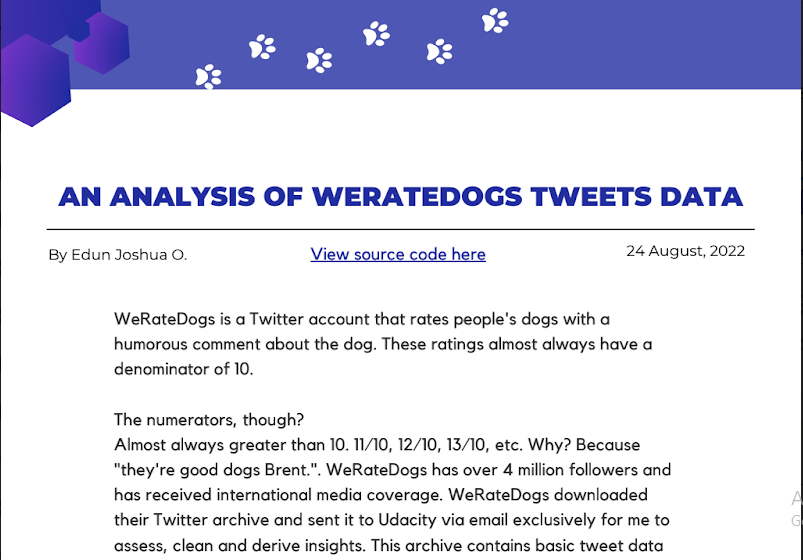 AN ANALYSIS OF WERATEDOGS TWEETS DATA
By Edun Joshua O.
View source code here
24 August, 2022
WeRateDogs is a Twitter account that rates people's dogs with a
humorous comment about the dog. These ratings almost always have a
denominator of 10.
The numerators, though?
Almost always greater than 10. 11/10, 12/10, 13/10, etc. Why? Because
"they're good dogs Brent.". WeRateDogs has over 4 million followers and
has received international media coverage. WeRateDogs downloaded
their Twitter archive and sent it to Udacity via email exclusively for me to
assess, clean and derive insights. This archive contains basic tweet data